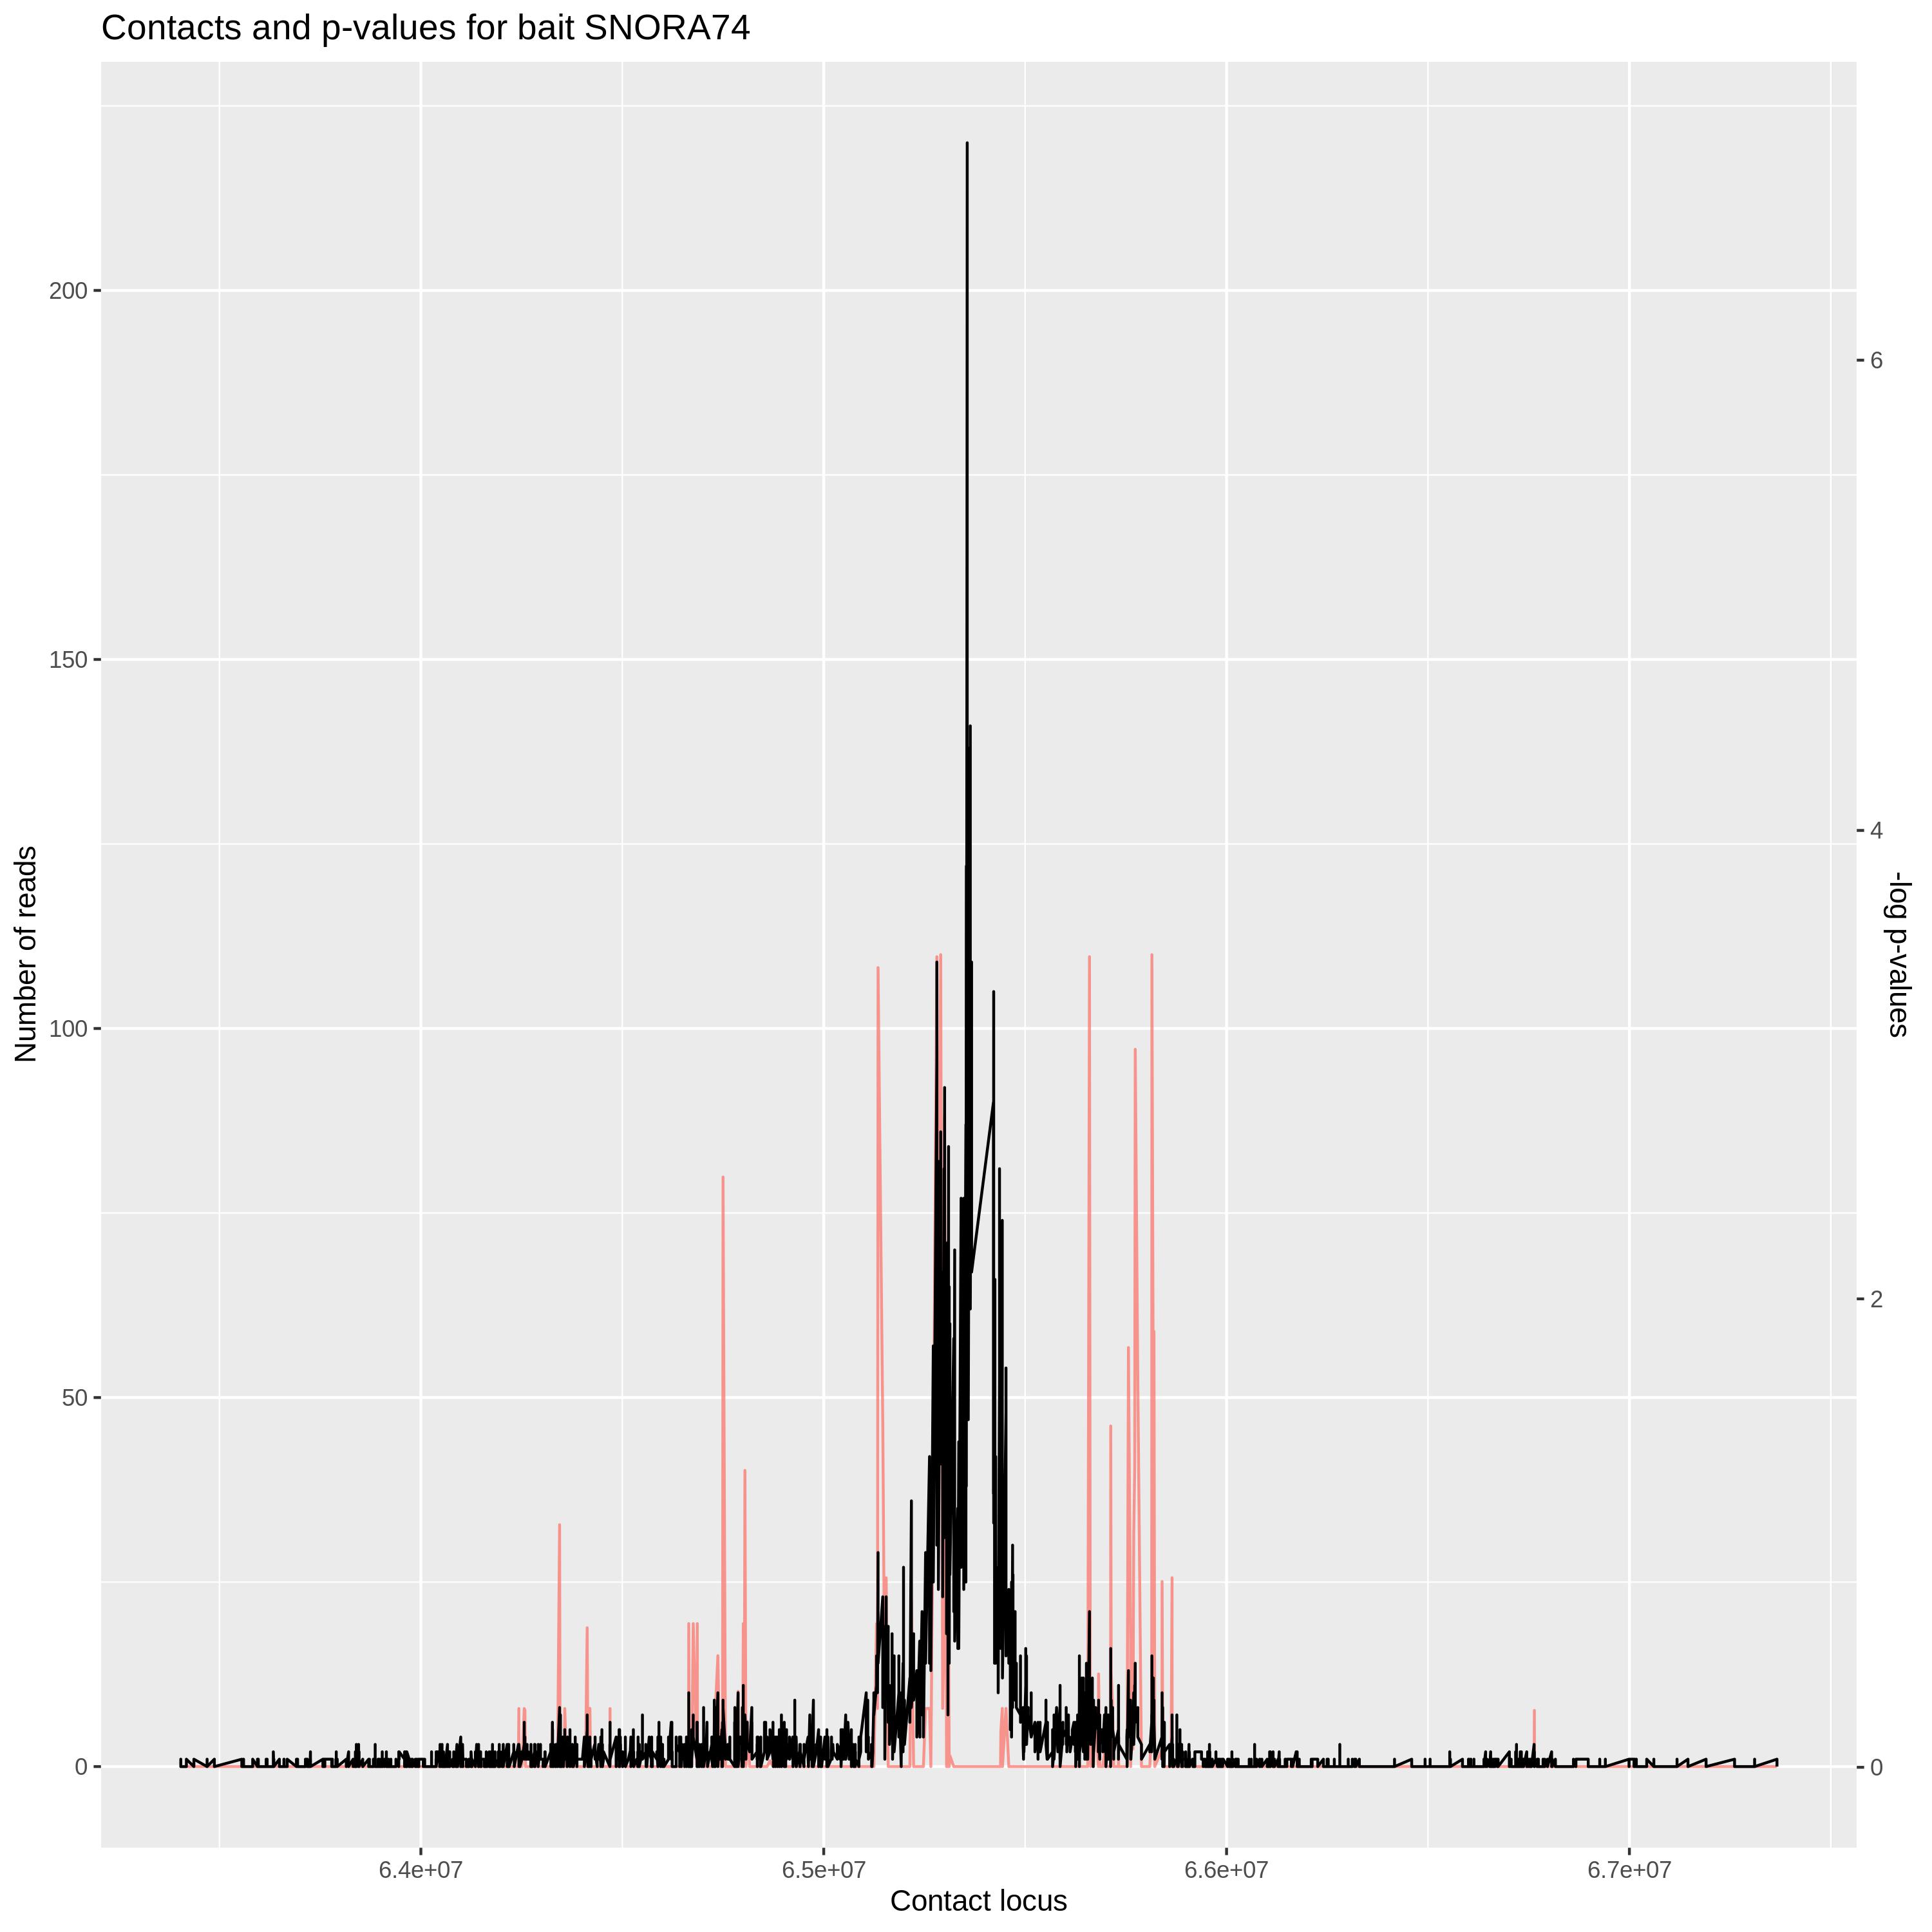 Contacts and p-values for bait SNORA74
Number of reads
200
150
100
50
0
6
4
2
0
-log p-values
6.4e+07
6.5e+07
6.6e+07
6.7e+07
Contact locus